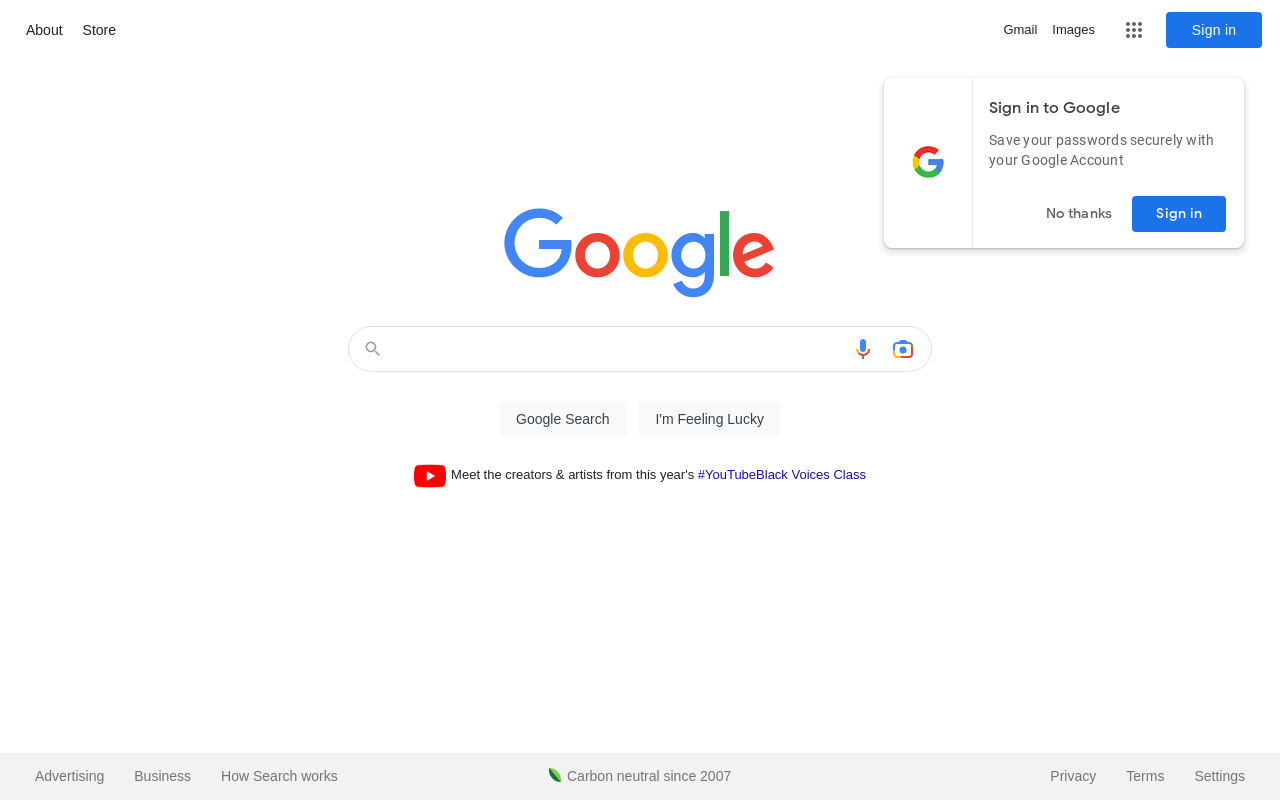 About Store Gmail Images Sign in
Sign in to Google
Save your passwords securely with
your Google Account
No thanks Sign in
Google
Google Search I'm Feeling Lucky
Meet the creators & artists from this year's #YouTubeBlack Voices Class
Advertising Business How Search works Carbon neutral since 2007 Privacy Terms Settings